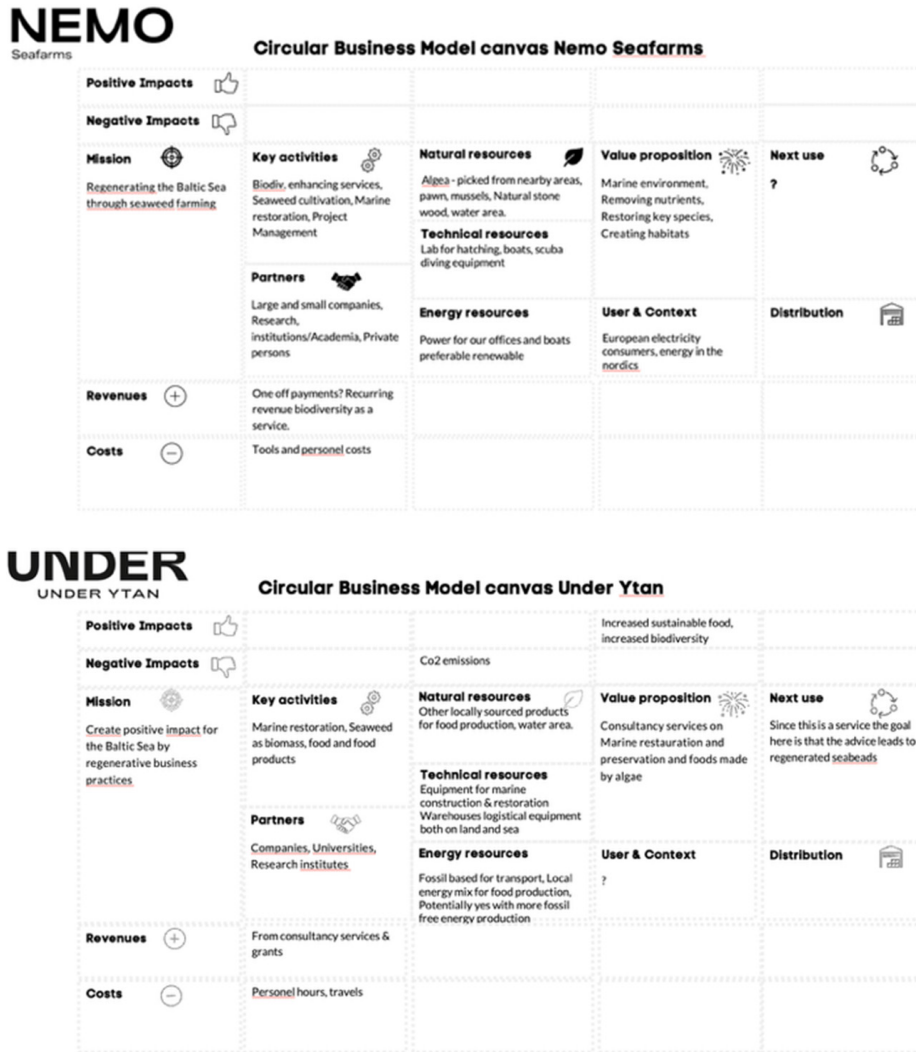 NEMO
Seafarms
Circular Business Model canvas Nemo Seafarms
Positive Impacts
Negative Impacts
Mission
Regenerating the Baltic Sea
through seaweed farming
Key activities
Biodiv, enhancing services,
Seaweed cultivation, Marine
restoration, Project
Management
Partners
Large and small companies,
Research,
institutions/Academia, Private
persons
Natural resources
Algea - picked from nearby areas,
pawn, mussels, Natural stone
wood, water area.
Technical resources
Lab for hatching, boats, scuba
diving equipment
Energy resources
Power for our offices and boats
preferable renewable
Value proposition
Marine environment,
Removing nutrients,
Restoring key species,
Creating habitats
User & Context
European electricity
consumers, energy in the
nordics
Next use
?
Distribution
Revenues
One off payments? Recurring
revenue biodiversity as a
service.
Costs
Tools and personel costs
UNDER
UNDER YTAN
Circular Business Model canvas Under Ytan
Positive Impacts
Increased sustainable food,
increased biodiversity
Negative Impacts
Co2 emissions
Mission
Create positive impact for
the Baltic Sea by
regenerative business
practices
Key activities
Marine restoration, Seaweed
as biomass, food and food
products
Partners
Companies, Universities,
Research institutes
Natural resources
Other locally sourced products
for food production, water area.
Technical resources
Equipment for marine
construction & restoration
Warehouses logistical equipment
both on land and sea
Energy resources
Fossil based for transport, Local
energy mix for food production,
Potentially yes with more fossil
free energy production
Value proposition
Consultancy services on
Marine restauration and
preservation and foods made
by algae
User & Context
?
Next use
Since this is a service the goal
here is that the advice leads to
regenerated seabeads
Distribution
Revenues
From consultancy services &
grants
Costs
Personel hours, travels